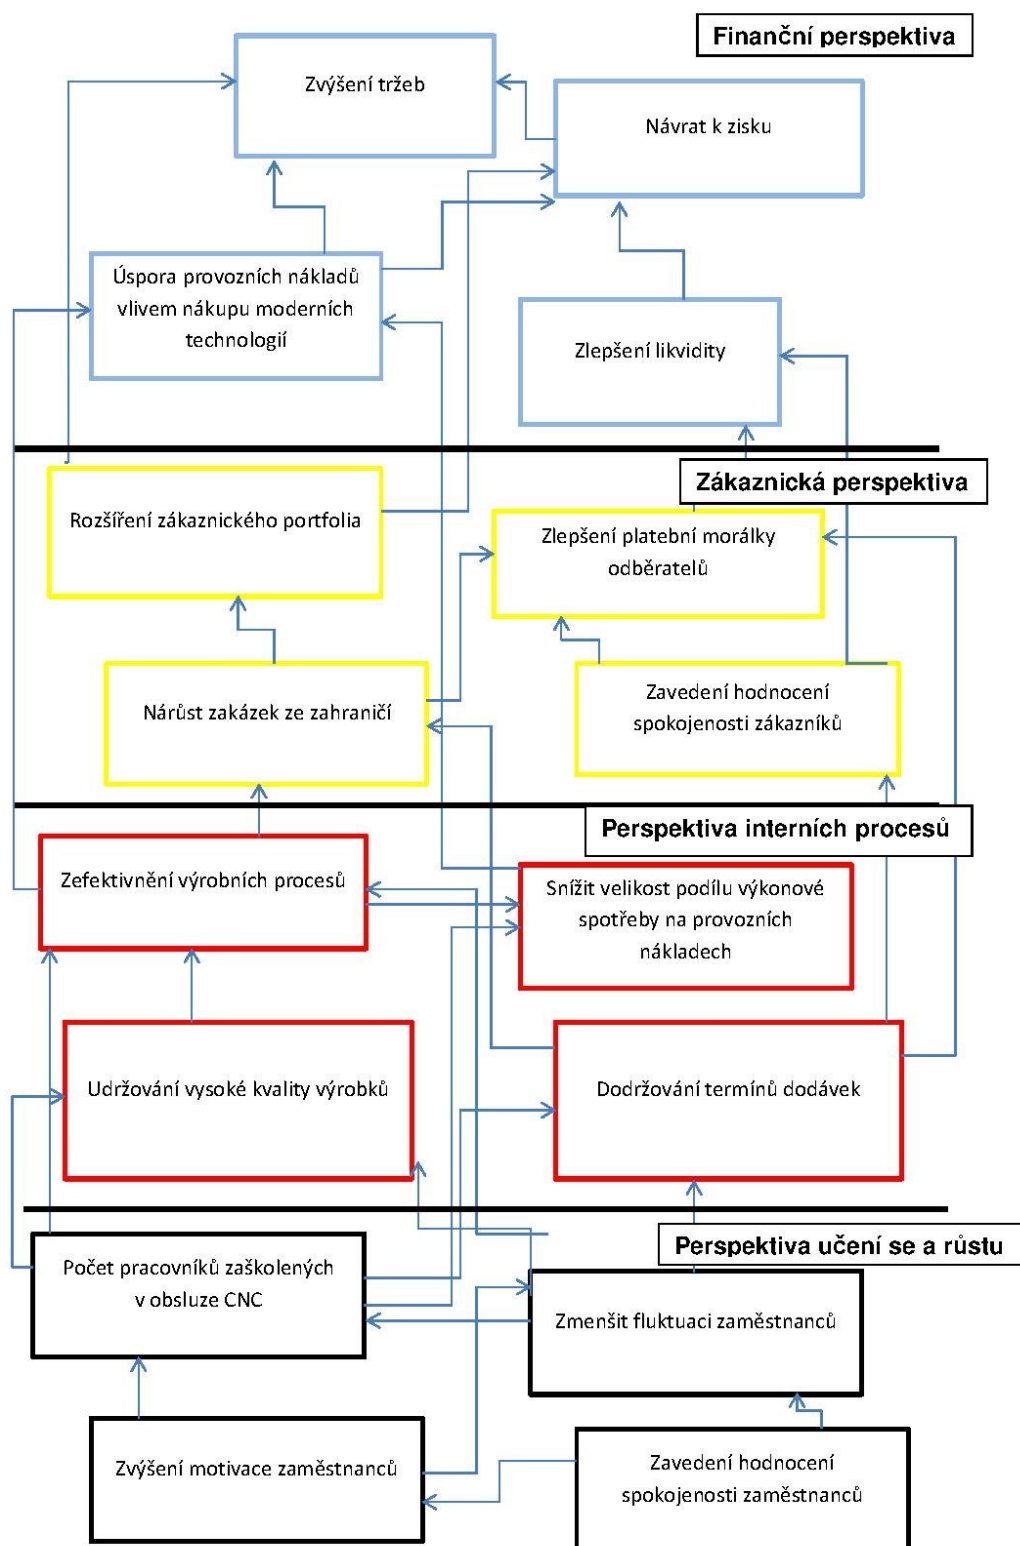 Finanční perspektiva
Zvýšení tržeb
Návrat k zisku
Úspora provozních nákladů
vlivem nákupu moderních
technologií
Zlepšení likvidity
Zákaznická perspektiva
Rozšíření zákaznického portfolia
Zlepšení platební morálky
odběratelů
Nárůst zakázek ze zahraničí
Zavedení hodnocení
spokojenosti zákazníků
Perspektiva interních procesů
Zefektivnění výrobních procesů
Snížit velikost podílu výkonové
spotřeby na provozních
nákladech
Udržování vysoké kvality výrobků
Dodržování termínů dodávek
Perspektiva učení se a růstu
Počet pracovníků zaškolených
v obsluze CNC
Zmenšit fluktuaci zaměstnanců
Zvýšení motivace zaměstnanců
Zavedení hodnocení
spokojenosti zaměstnanců